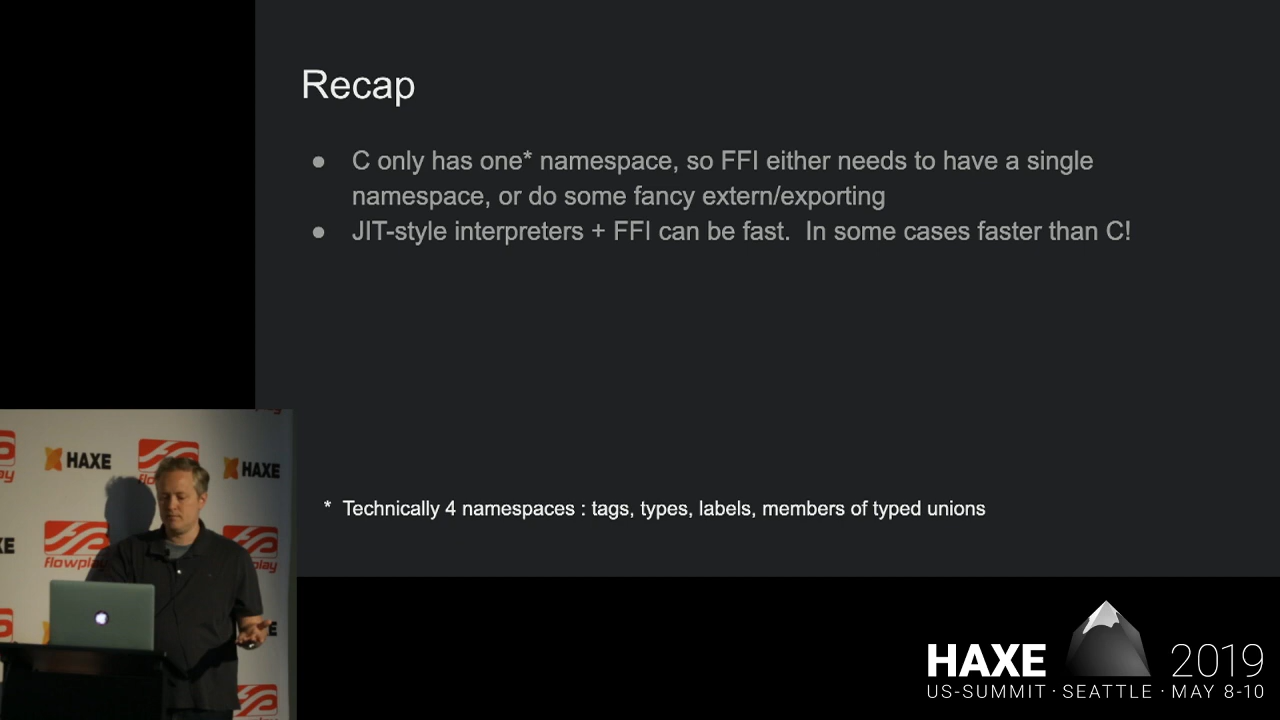 Recap
● C only has one* namespace, so FFI either needs to have a single
namespace, or do some fancy extern/exporting
● JIT-style interpreters + FFI can be fast.  In some cases faster than C!
*  Technically 4 namespaces : tags, types, labels, members of typed unions
HAXE
HAXE
flowplay
HAXE 2019
US-SUMMIT · SEATTLE · MAY 8-10